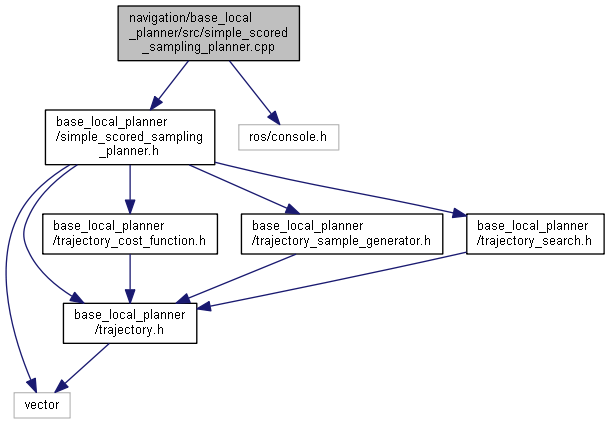 navigation/base_local
_planner/src/simple_scored
_sampling_planner.cpp
base_local_planner
/simple_scored_sampling
_planner.h
ros/console.h
base_local_planner
/trajectory_cost_function.h
base_local_planner
/trajectory_sample_generator.h
base_local_planner
/trajectory_search.h
base_local_planner
/trajectory.h
vector